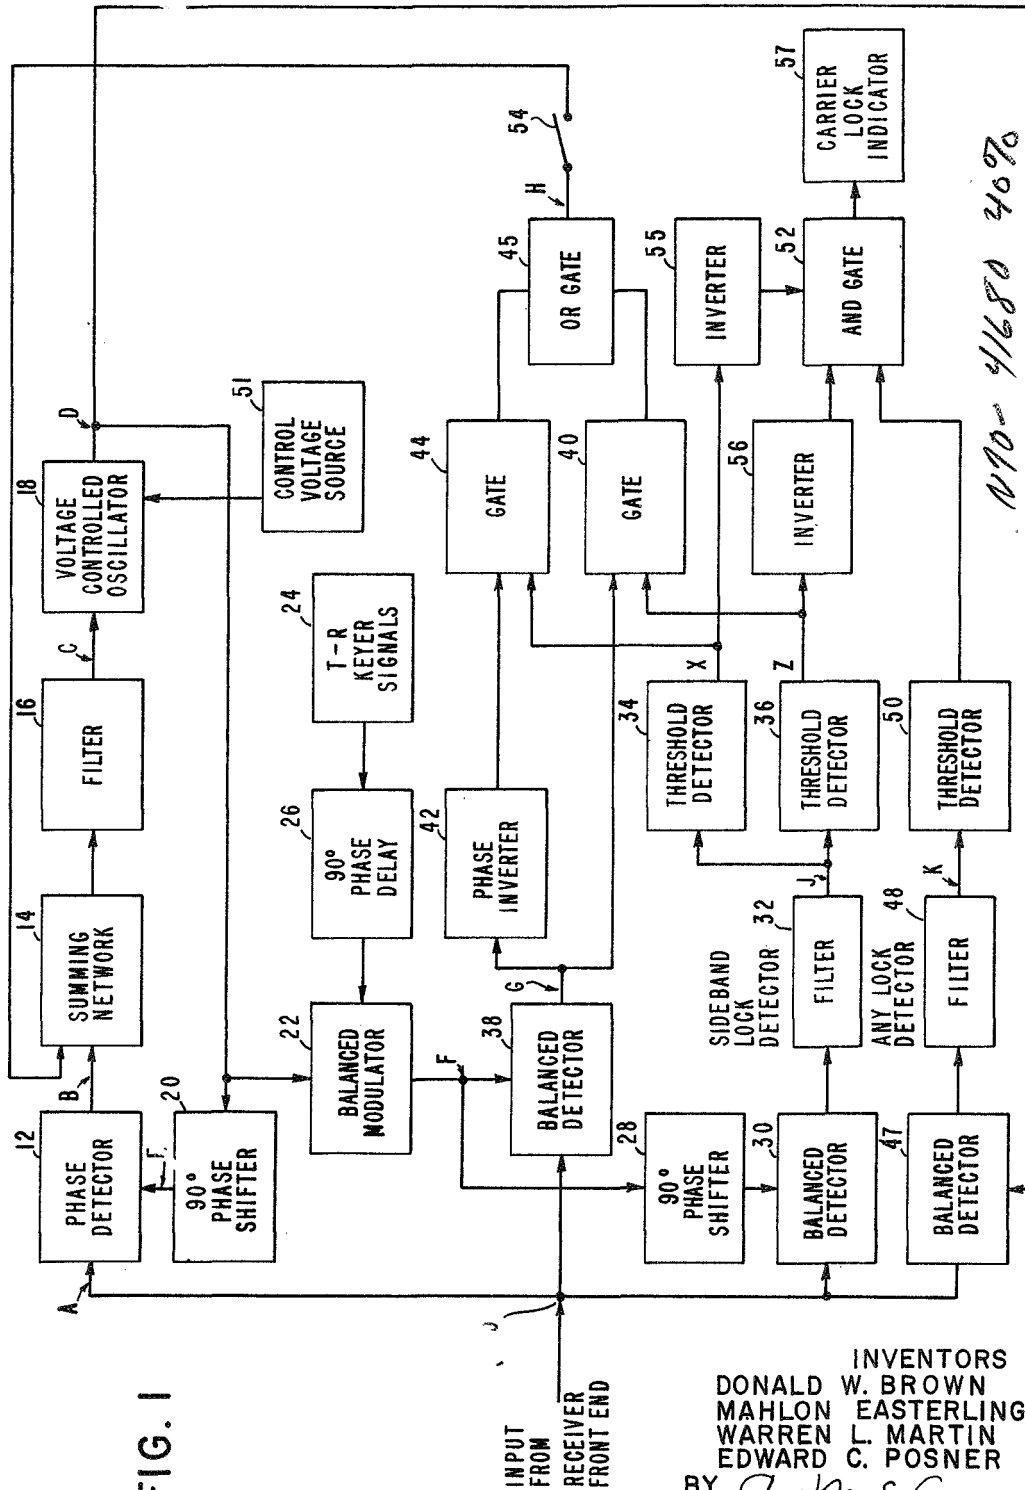 FIG. 1
INPUT
FROM
RECEIVER
FRONT END
A
12
PHASE
DETECTOR
B
14
SUMMING
NETWORK
16
FILTER
C
18
VOLTAGE
CONTROLLED
OSCILLATOR
D
51
CONTROL
VOLTAGE
SOURCE
E
20
90°
PHASE
SHIFTER
22
BALANCED
MODULATOR
26
90°
PHASE
DELAY
24
T-R
KEYER
SIGNALS
F
38
BALANCED
DETECTOR
G
42
PHASE
INVERTER
44
GATE
40
GATE
45
OR GATE
H
54
28
90°
PHASE
SHIFTER
30
BALANCED
DETECTOR
SIDEBAND
LOCK
DETECTOR
32
FILTER
J
34
THRESHOLD
DETECTOR
X
36
THRESHOLD
DETECTOR
Z
55
INVERTER
56
INVERTER
52
AND GATE
57
CARRIER
LOCK
INDICATOR
47
BALANCED
DETECTOR
ANY LOCK
DETECTOR
48
FILTER
K
50
THRESHOLD
DETECTOR
N70-41680 40%
INVENTORS
DONALD W. BROWN
MAHLON EASTERLING
WARREN L. MARTIN
EDWARD C. POSNER
BY